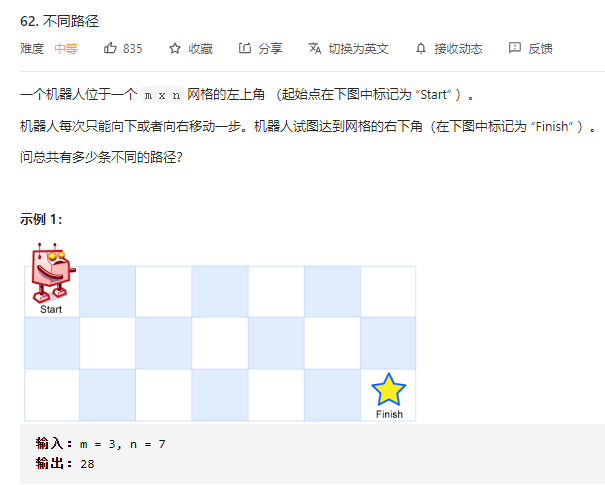 62. 不同路径
难度 中等 835 收藏 分享 切换为英文 接收动态 反馈
一个机器人位于一个 m x n 网格的左上角 （起始点在下图中标记为 “Start” ）。
机器人每次只能向下或者向右移动一步。机器人试图达到网格的右下角（在下图中标记为 “Finish” ）。
问总共有多少条不同的路径？
示例 1：
Start
Finish
输入：m = 3, n = 7
输出：28